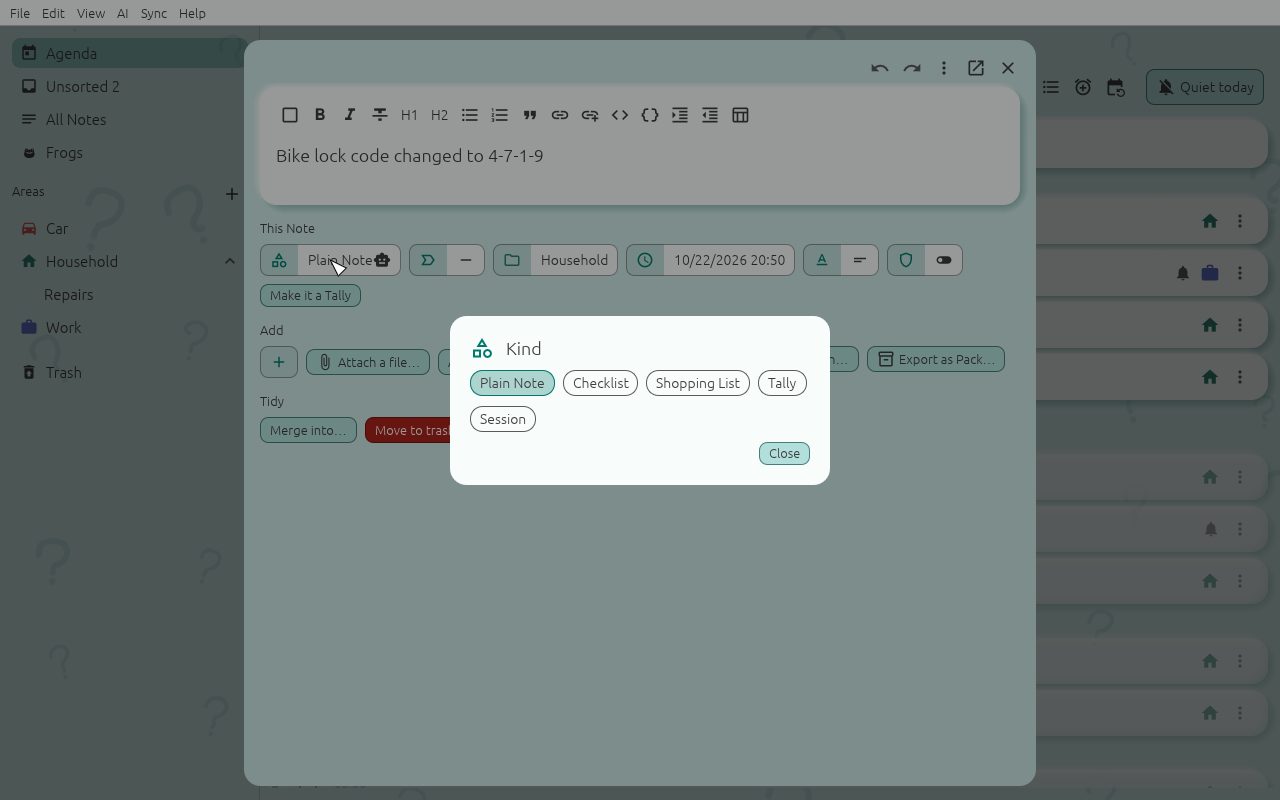 File Edit View AI Sync Help
Agenda
Unsorted 2
All Notes
Frogs
Areas
Car
Household
Repairs
Work
Trash
Quiet today
H1 H2
Bike lock code changed to 4-7-1-9
This Note
Plain Note
Household
10/22/2026 20:50
Make it a Tally
Add
Attach a file...
Export as Pack...
Tidy
Merge into...
Move to trash
Kind
Plain Note
Checklist
Shopping List
Tally
Session
Close